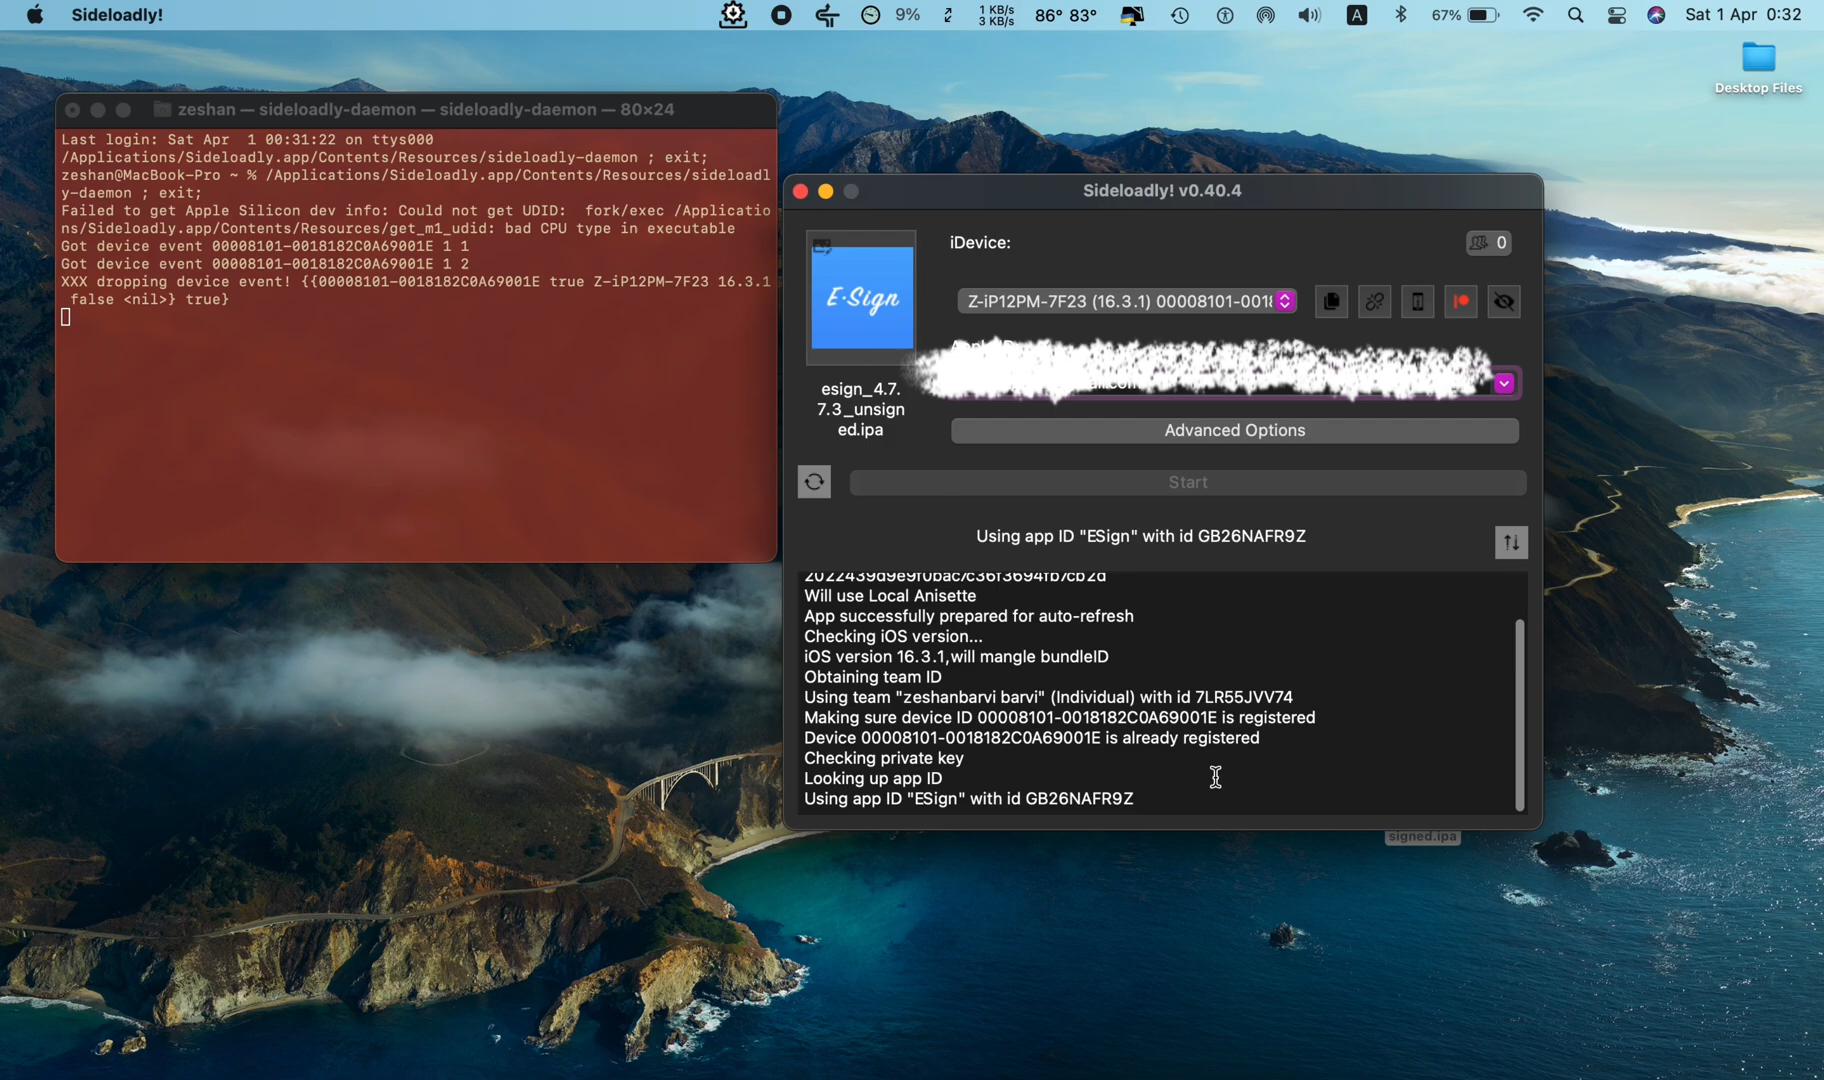 Sideloadly!
9%
1 KB/s
3 KB/s
86° 83°
A
67%
Sat 1 Apr 0:32
Desktop Files
zeshan — sideloadly-daemon — sideloadly-daemon — 80×24
Last login: Sat Apr  1 00:31:22 on ttys000
/Applications/Sideloadly.app/Contents/Resources/sideloadly-daemon ; exit;
zeshan@MacBook-Pro ~ % /Applications/Sideloadly.app/Contents/Resources/sideloadl
y-daemon ; exit;
Failed to get Apple Silicon dev info: Could not get UDID:  fork/exec /Applicatio
ns/Sideloadly.app/Contents/Resources/get_m1_udid: bad CPU type in executable
Got device event 00008101-0018182C0A69001E 1 1
Got device event 00008101-0018182C0A69001E 1 2
XXX dropping device event! {{00008101-0018182C0A69001E true Z-iP12PM-7F23 16.3.1
 false <nil>} true}
Sideloadly! v0.40.4
E·Sign
esign_4.7.
7.3_unsign
ed.ipa
iDevice:
0
Z-iP12PM-7F23 (16.3.1) 00008101-001
Advanced Options
Start
Using app ID "ESign" with id GB26NAFR9Z
2022439d9e9f0bac7c36f3694fb7cb2d
Will use Local Anisette
App successfully prepared for auto-refresh
Checking iOS version...
iOS version 16.3.1,will mangle bundleID
Obtaining team ID
Using team "zeshanbarvi barvi" (Individual) with id 7LR55JVV74
Making sure device ID 00008101-0018182C0A69001E is registered
Device 00008101-0018182C0A69001E is already registered
Checking private key
Looking up app ID
Using app ID "ESign" with id GB26NAFR9Z
signed.ipa